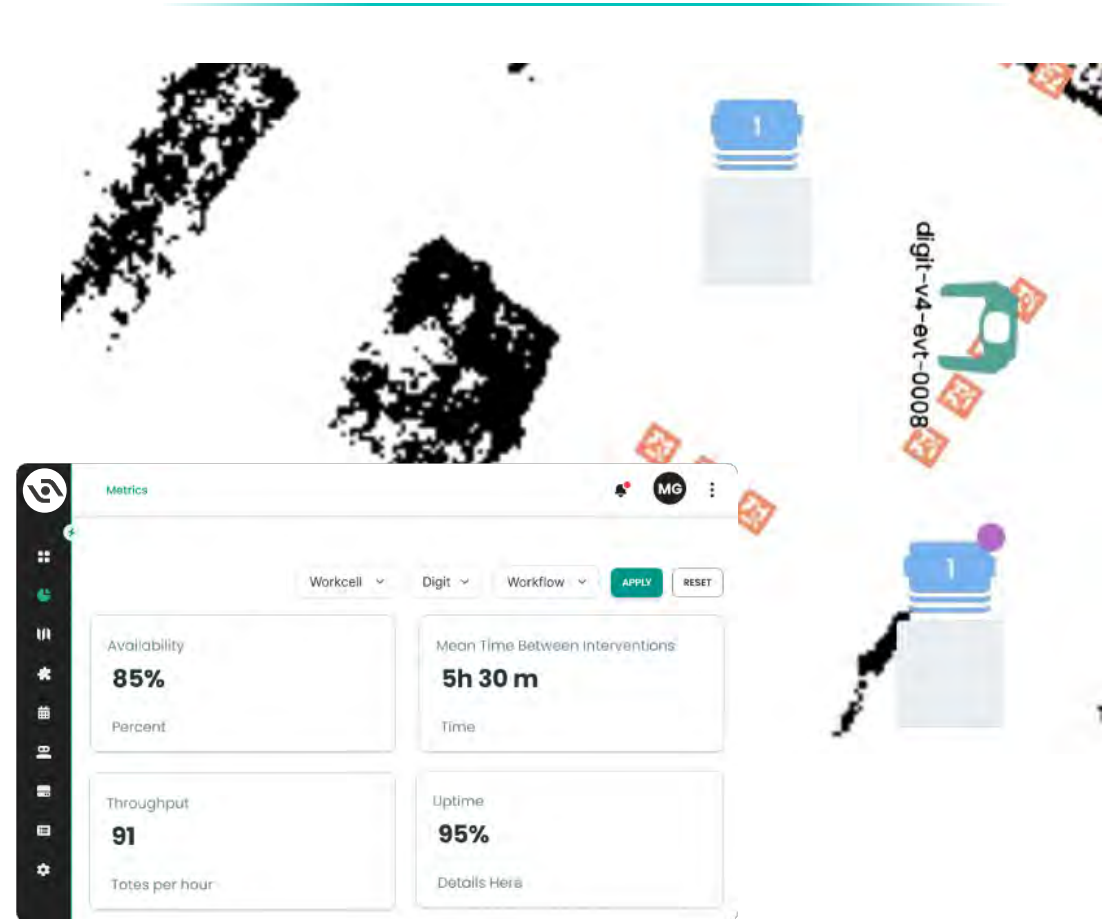 1
digit-v4-evt-0008
Metrics
MG
1
Workcell
Digit
Workflow
APPLY
RESET
Availability
85%
Percent
Mean Time Between Interventions
5h 30 m
Time
Throughput
91
Totes per hour
Uptime
95%
Details Here